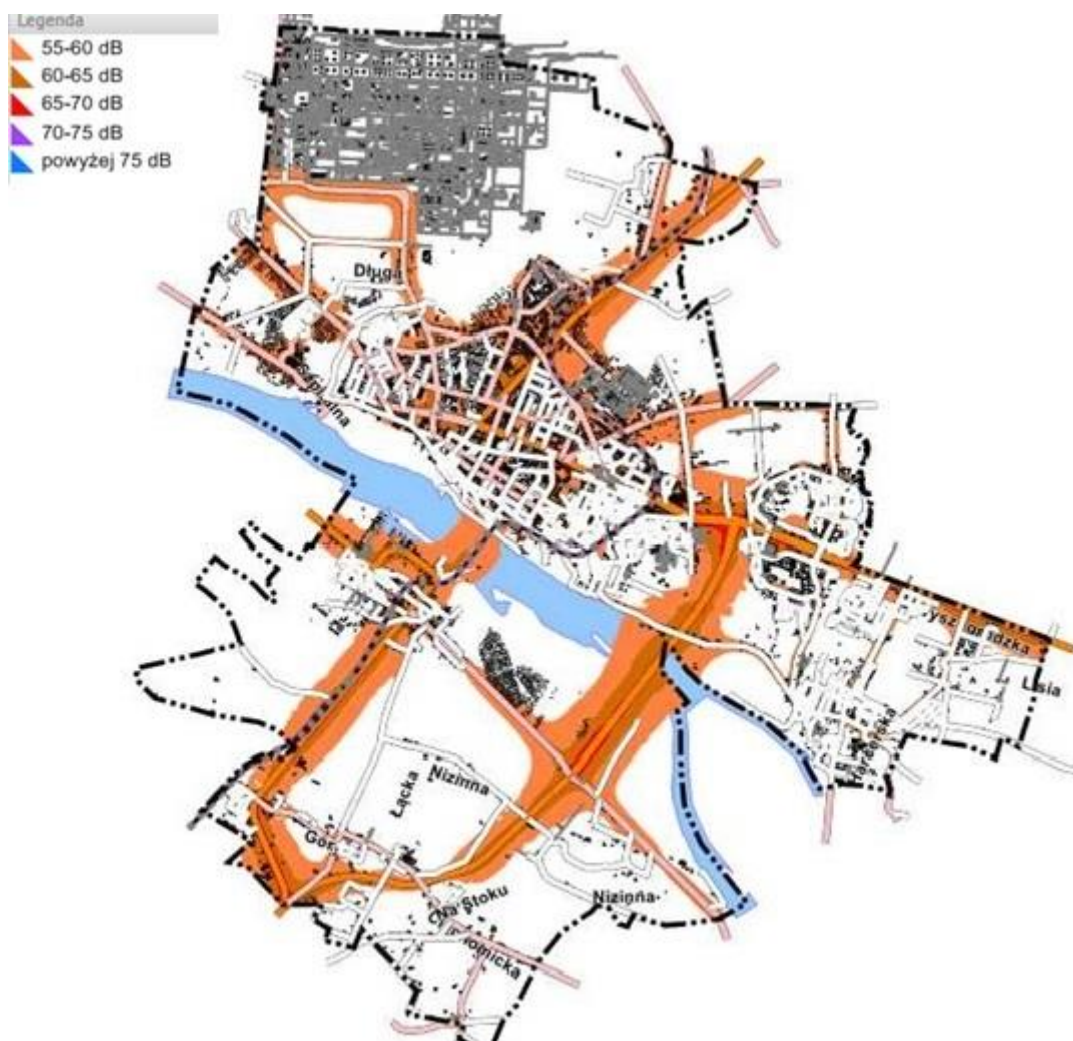 Legenda
55-60 dB
60-65 dB
65-70 dB
70-75 dB
powyżej 75 dB
Długa
Lisia
Nizinna
Łącka
Nizinna
Na Stoku